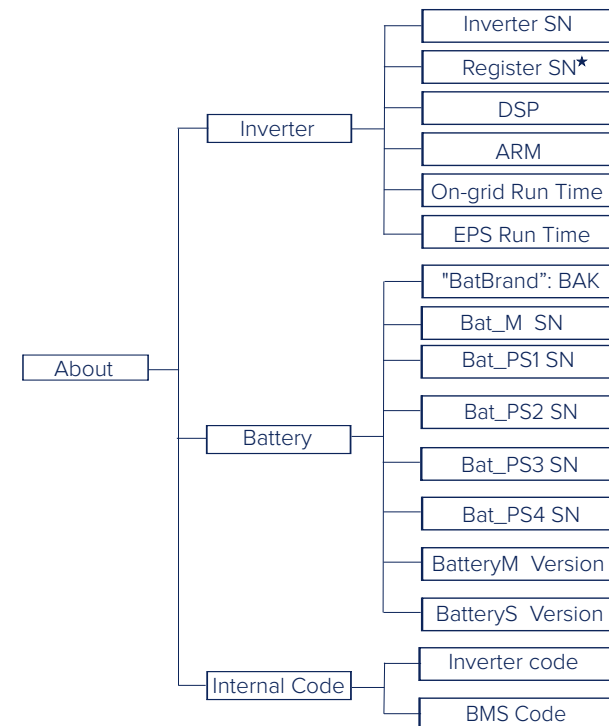 About
Inverter
Inverter SN
Register SN★
DSP
ARM
On-grid Run Time
EPS Run Time
Battery
"BatBrand”: BAK
Bat_M  SN
Bat_PS1 SN
Bat_PS2 SN
Bat_PS3 SN
Bat_PS4 SN
BatteryM  Version
BatteryS  Version
Internal Code
Inverter code
BMS Code